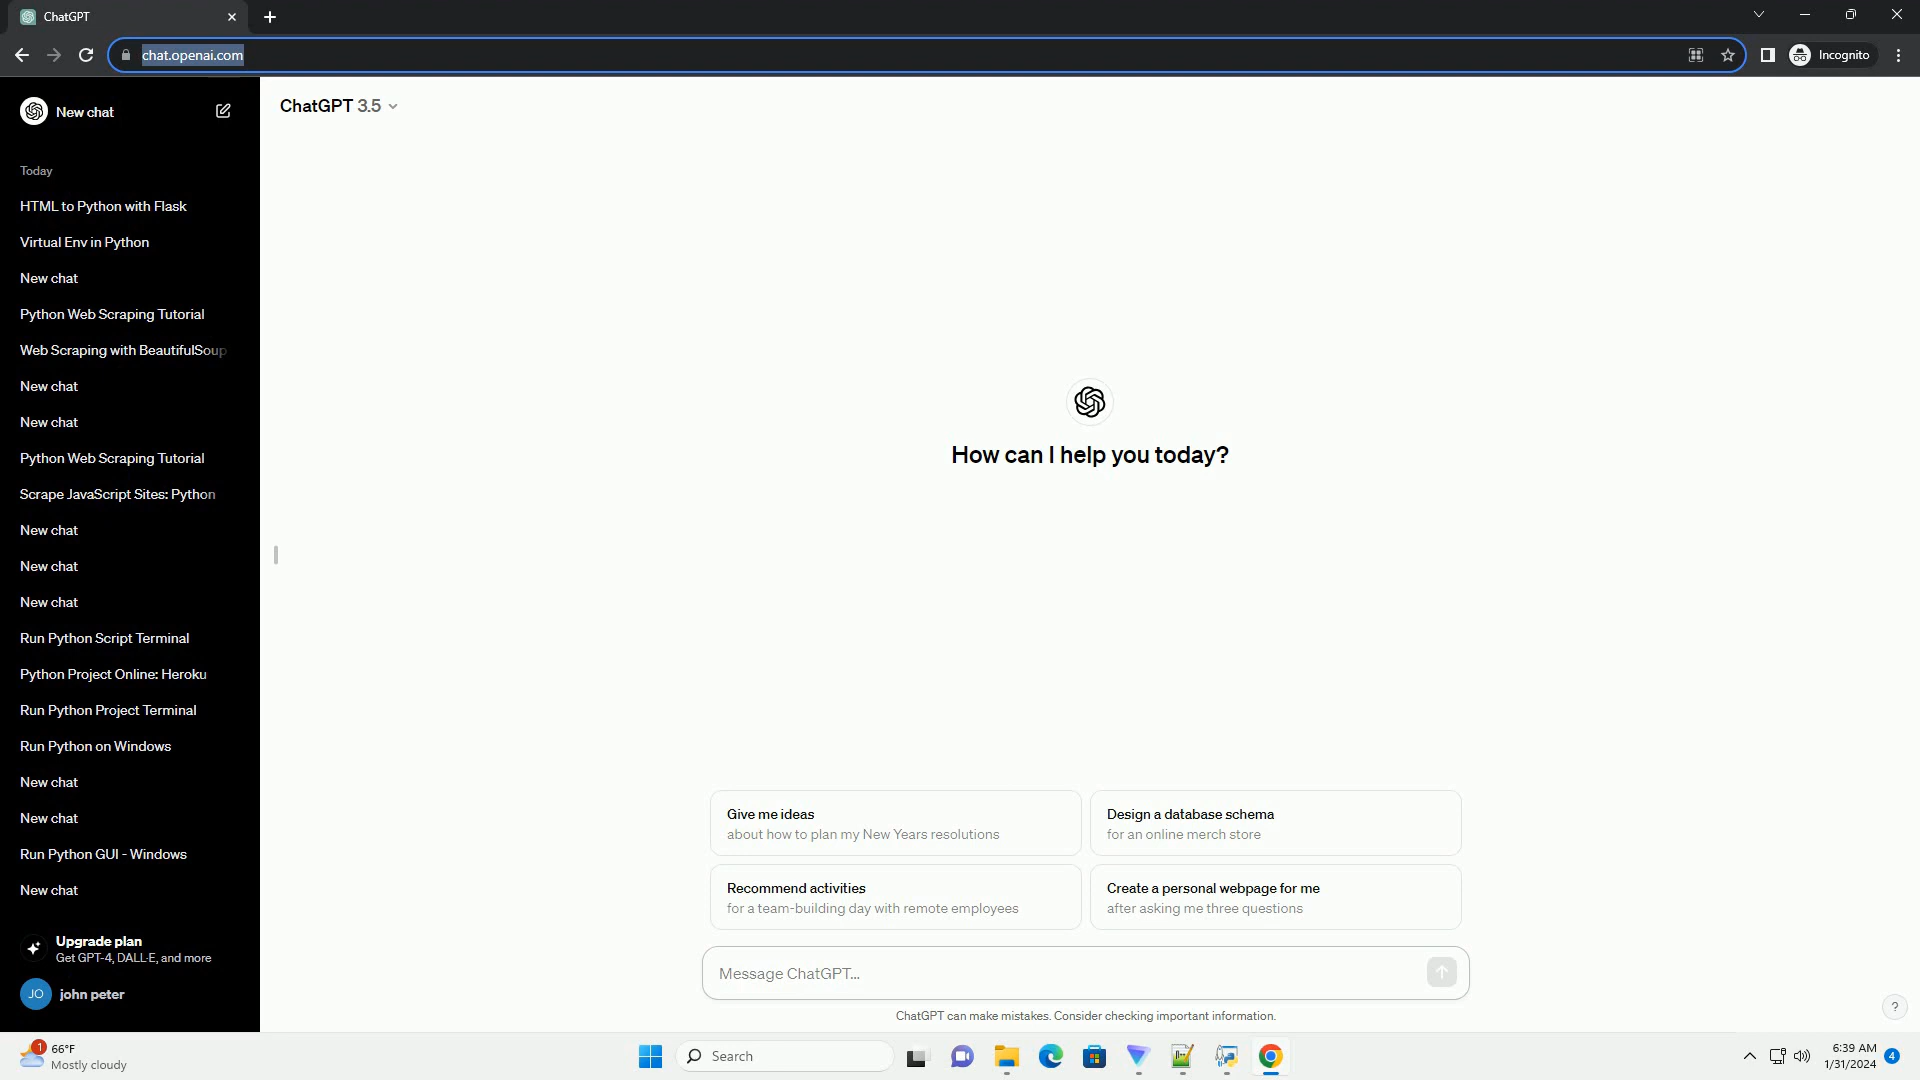 ChatGPT
chat.openai.com
Incognito
New chat
ChatGPT 3.5
Today
HTML to Python with Flask
Virtual Env in Python
New chat
Python Web Scraping Tutorial
Web Scraping with BeautifulSoup
New chat
New chat
Python Web Scraping Tutorial
Scrape JavaScript Sites: Python
New chat
New chat
New chat
Run Python Script Terminal
Python Project Online: Heroku
Run Python Project Terminal
Run Python on Windows
New chat
New chat
Run Python GUI - Windows
New chat
Upgrade plan
Get GPT-4, DALL·E, and more
JO john peter
How can I help you today?
Give me ideas
about how to plan my New Years resolutions
Design a database schema
for an online merch store
Recommend activities
for a team-building day with remote employees
Create a personal webpage for me
after asking me three questions
Message ChatGPT...
ChatGPT can make mistakes. Consider checking important information.
?
1
66°F
Mostly cloudy
Search
6:39 AM
1/31/2024
4